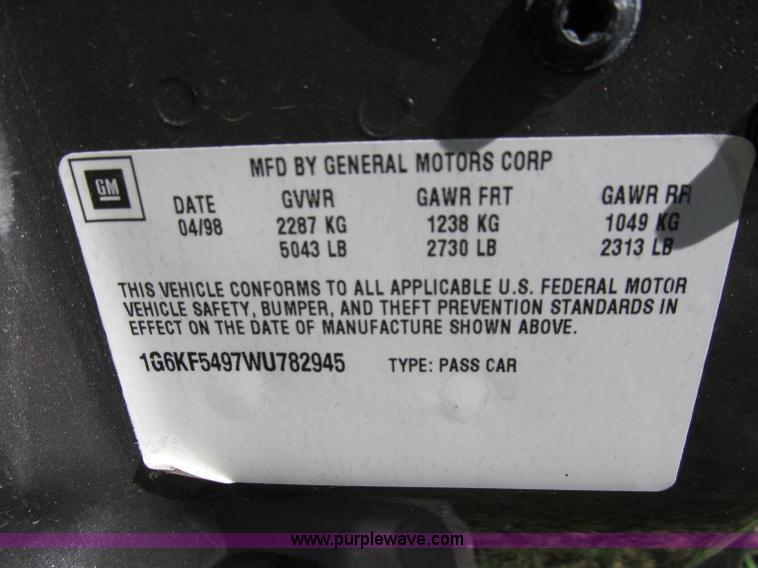 MFD BY GENERAL MOTORS CORP
GM
DATE GVWR GAWR FRT GAWR RR
04/98 2287 KG 1238 KG 1049 KG
5043 LB 2730 LB 2313 LB
THIS VEHICLE CONFORMS TO ALL APPLICABLE U.S. FEDERAL MOTOR
VEHICLE SAFETY, BUMPER, AND THEFT PREVENTION STANDARDS IN
EFFECT ON THE DATE OF MANUFACTURE SHOWN ABOVE.
1G6KF5497WU782945 TYPE: PASS CAR
www.purplewave.com